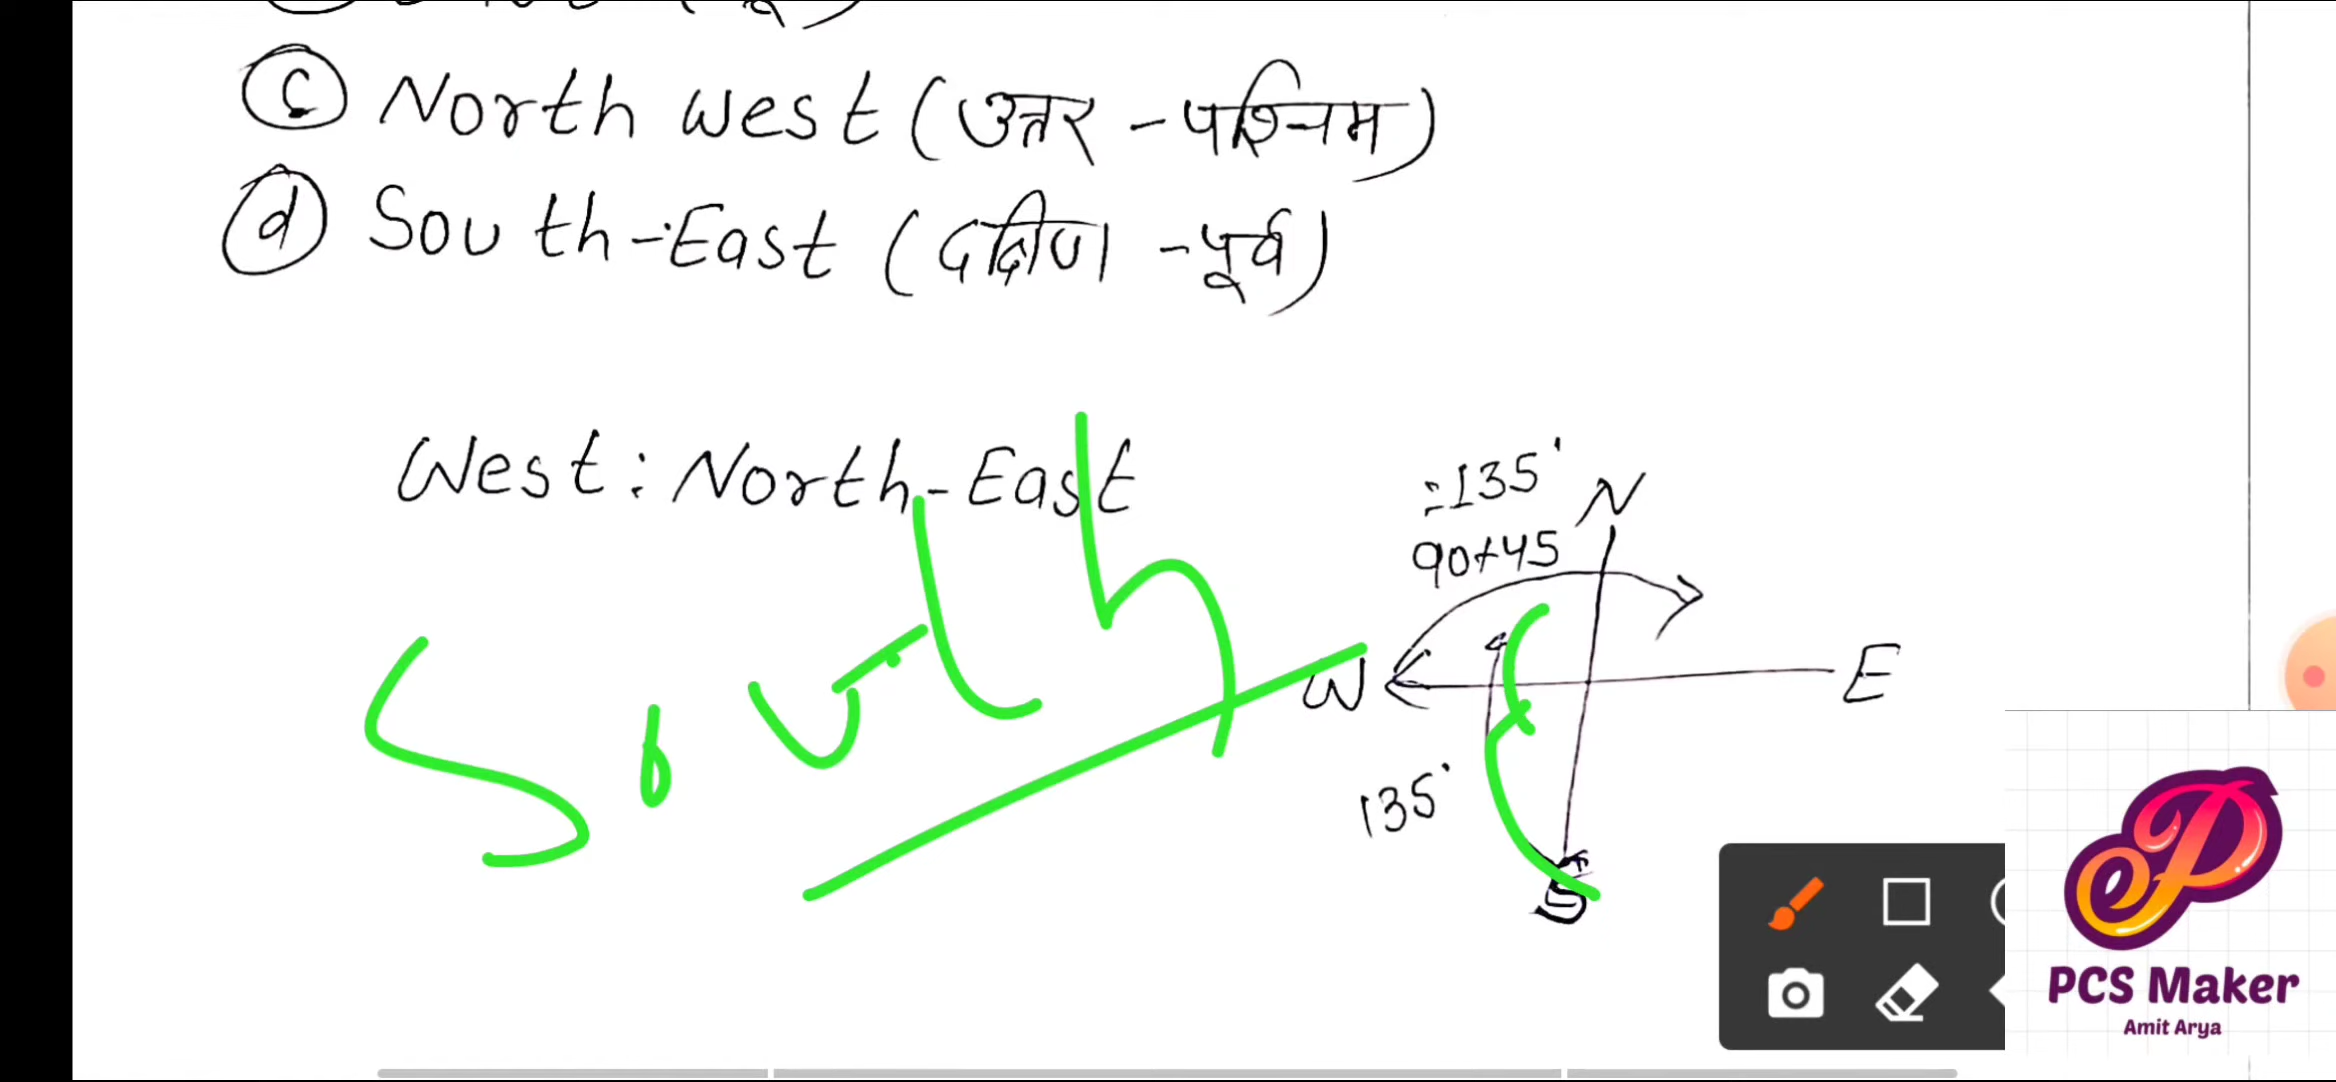 (c) North west (उत्तर - पश्चिम)
(d) South-East (दक्षिण - पूर्व)
West: North-East
South
=135°
90+45
N
W
E
135°
S
PCS Maker
Amit Arya